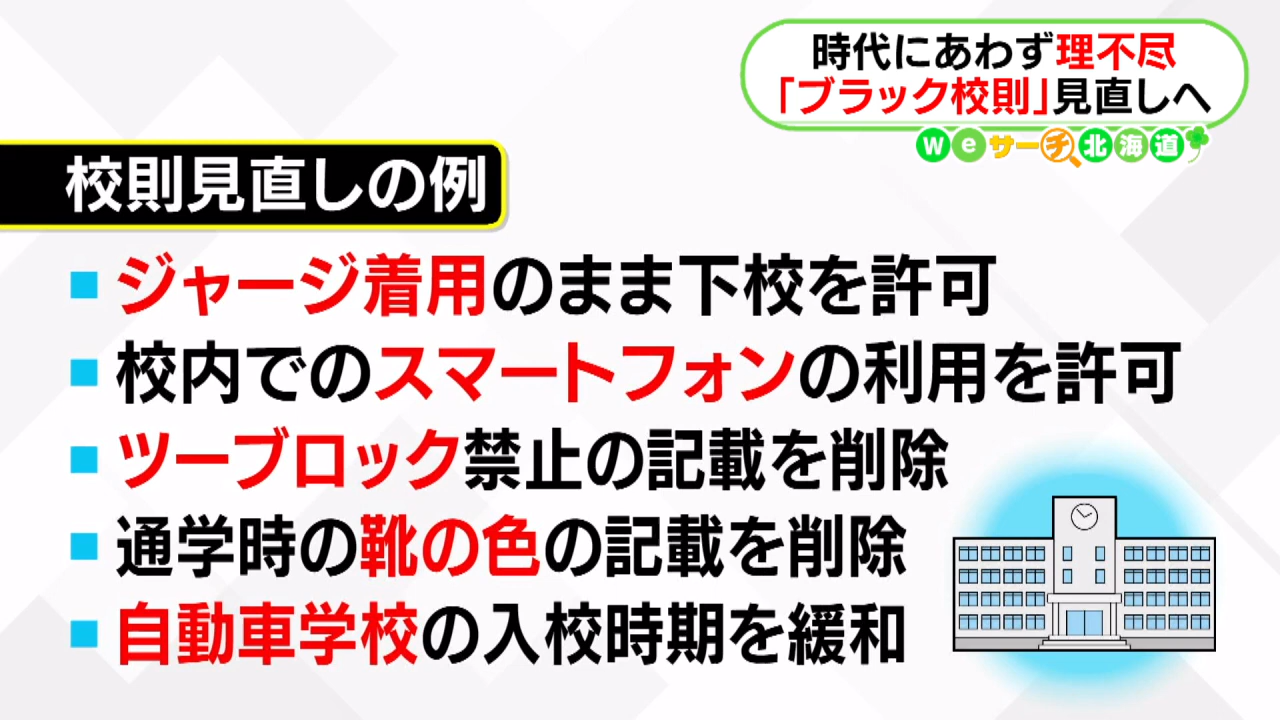 時代にあわず理不尽
「ブラック校則」見直しへ
Weサーチ北海道
校則見直しの例
■ ジャージ着用のまま下校を許可
■ 校内でのスマートフォンの利用を許可
■ ツーブロック禁止の記載を削除
■ 通学時の靴の色の記載を削除
■ 自動車学校の入校時期を緩和